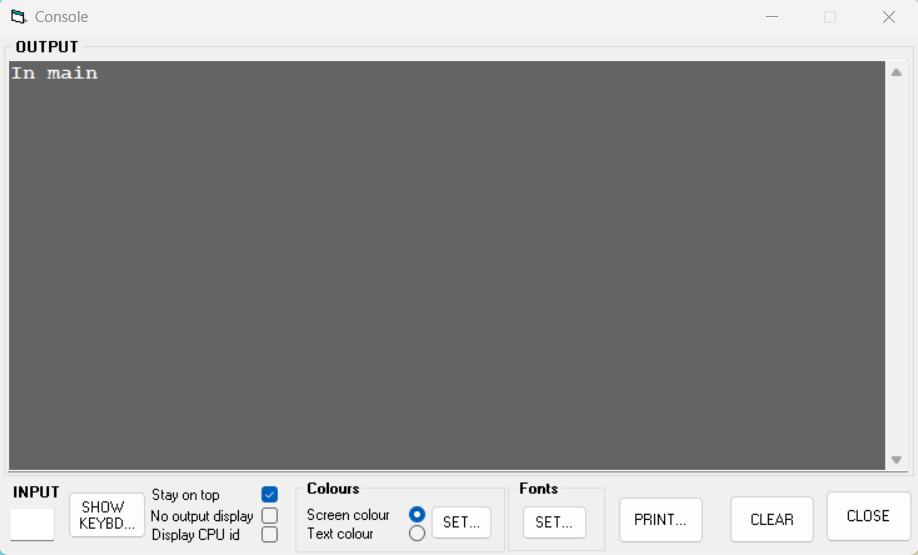 Console
OUTPUT
In main
INPUT
SHOW
KEYBD...
Stay on top
No output display
Display CPU id
Colours
Screen colour
Text colour
SET...
Fonts
SET...
PRINT...
CLEAR
CLOSE